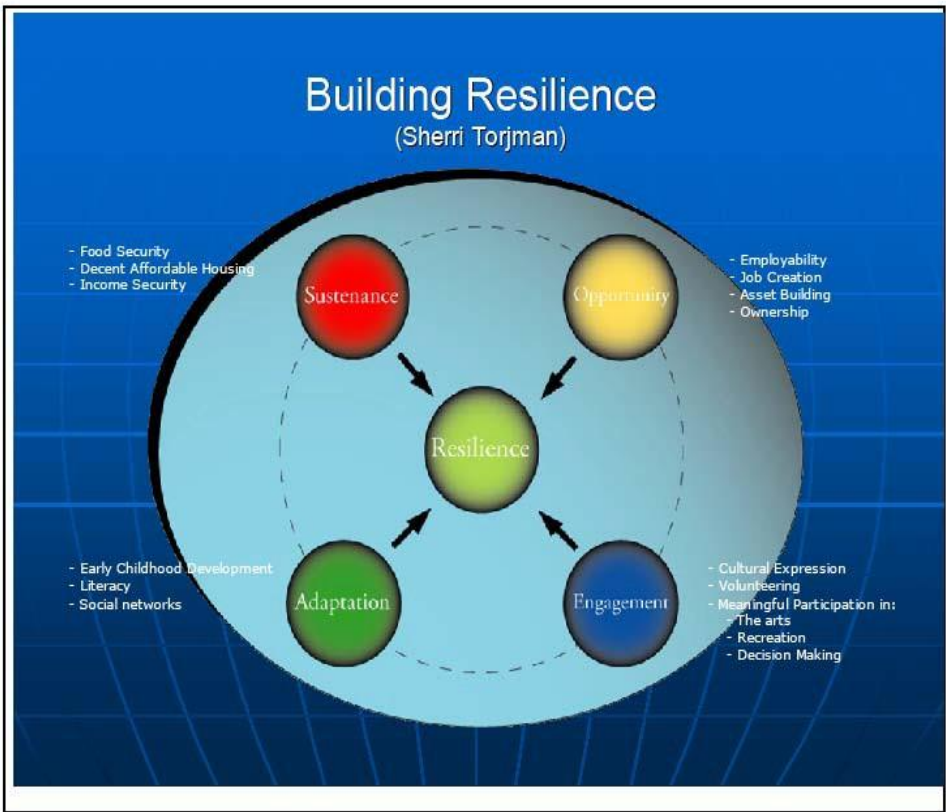 Building Resilience
(Sherri Torjman)
- Food Security
- Decent Affordable Housing
- Income Security
Sustenance
Opportunity
- Employability
- Job Creation
- Asset Building
- Ownership
Resilience
- Early Childhood Development
- Literacy
- Social networks
Adaptation
Engagement
- Cultural Expression
- Volunteering
- Meaningful Participation in:
- The arts
- Recreation
- Decision Making